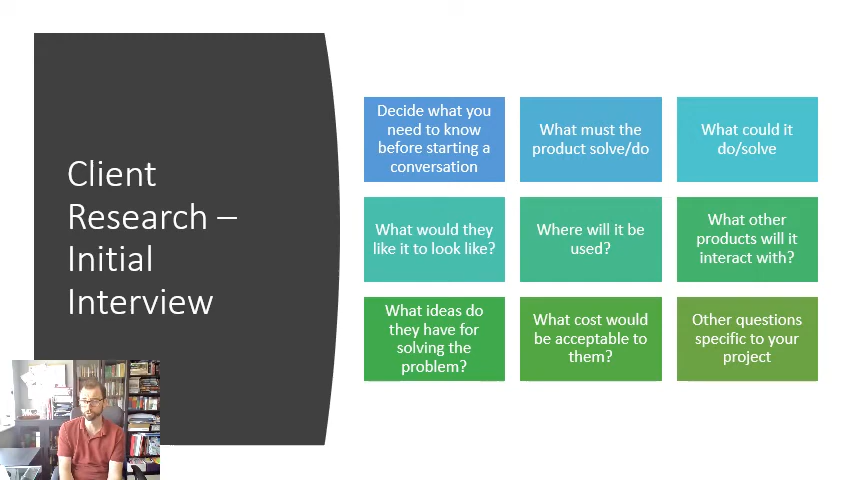 Client
Research –
Initial
Interview
Decide what you
need to know
before starting a
conversation
What must the
product solve/do
What could it
do/solve
What would they
like it to look like?
Where will it be
used?
What other
products will it
interact with?
What ideas do
they have for
solving the
problem?
What cost would
be acceptable to
them?
Other questions
specific to your
project